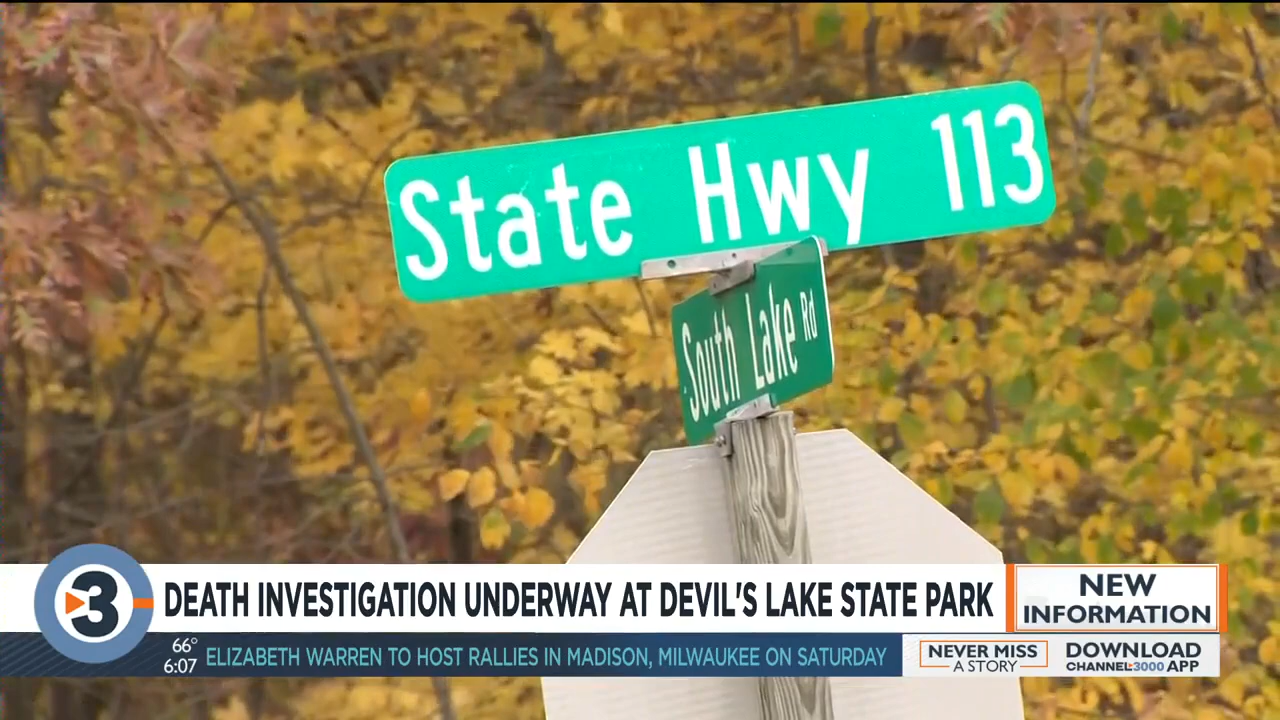 State Hwy 113
South Lake Rd
3 DEATH INVESTIGATION UNDERWAY AT DEVIL'S LAKE STATE PARK
NEW
INFORMATION
66°
6:07
ELIZABETH WARREN TO HOST RALLIES IN MADISON, MILWAUKEE ON SATURDAY
NEVER MISS
A STORY
DOWNLOAD
CHANNEL3000 APP